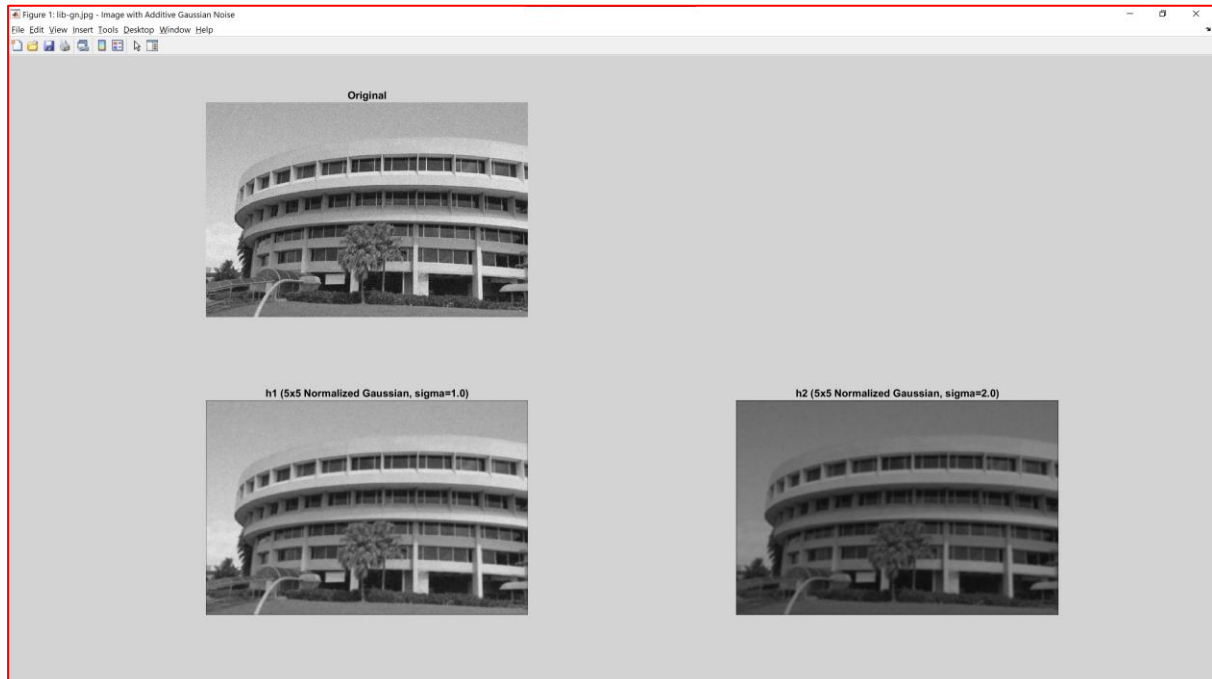 Figure 1: lib-gn.jpg - Image with Additive Gaussian Noise
File Edit View Insert Tools Desktop Window Help
Original
h1 (5x5 Normalized Gaussian, sigma=1.0)
h2 (5x5 Normalized Gaussian, sigma=2.0)